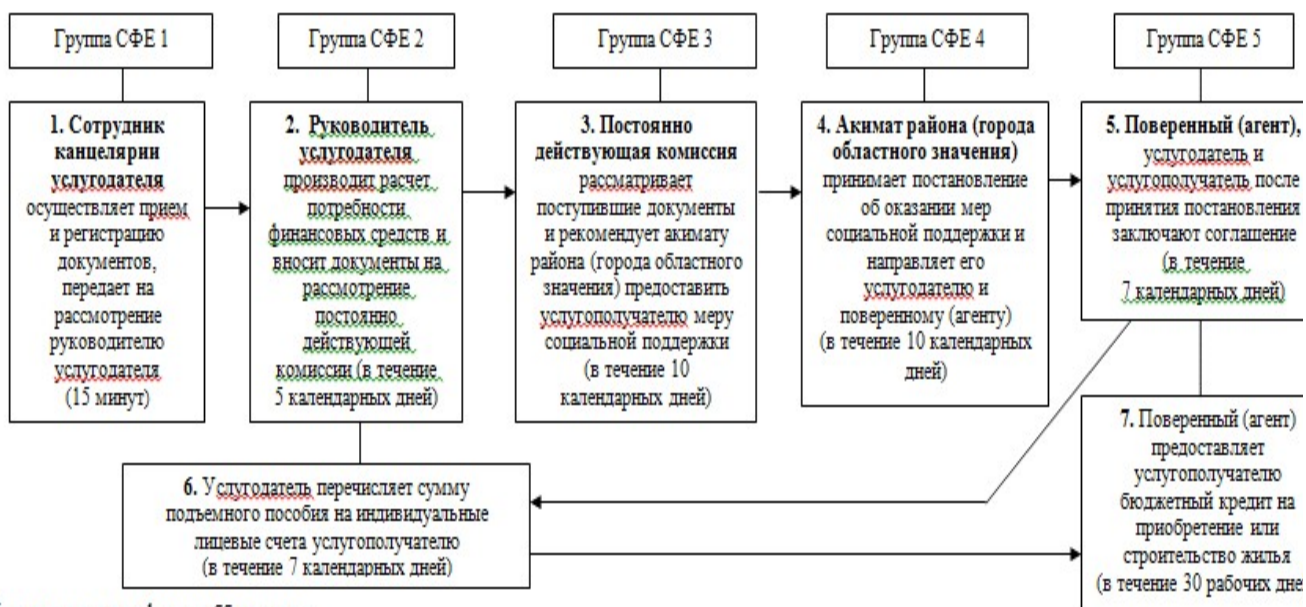 Группа СФЕ 1
Группа СФЕ 2
Группа СФЕ 3
Группа СФЕ 4
Группа СФЕ 5
1. Сотрудник
канцелярии
услугодателя
осуществляет прием
и регистрацию
документов,
передает на
рассмотрение
руководителю
услугодателя
(15 минут)
2. Руководитель
услугодателя
производит расчет
потребности
финансовых средств и
вносит документы на
рассмотрение
постоянно
действующей
комиссии (в течение
5 календарных дней)
3. Постоянно
действующая комиссия
рассматривает
поступившие документы
и рекомендует акимату
района (города областного
значения) предоставить
услугополучателю меру
социальной поддержки
(в течение 10
календарных дней)
4. Акимат района (города
областного значения)
принимает постановление
об оказании мер
социальной поддержки и
направляет его
услугодателю и
поверенному (агенту)
(в течение 10 календарных
дней)
5. Поверенный (агент),
услугодатель и
услугополучатель после
принятия постановления
заключают соглашение
(в течение
7 календарных дней)
6. Услугодатель перечисляет сумму
подъемного пособия на индивидуальные
лицевые счета услугополучателю
(в течение 7 календарных дней)
7. Поверенный (агент)
предоставляет
услугополучателю
бюджетный кредит на
приобретение или
строительство жилья
(в течение 30 рабочих дне